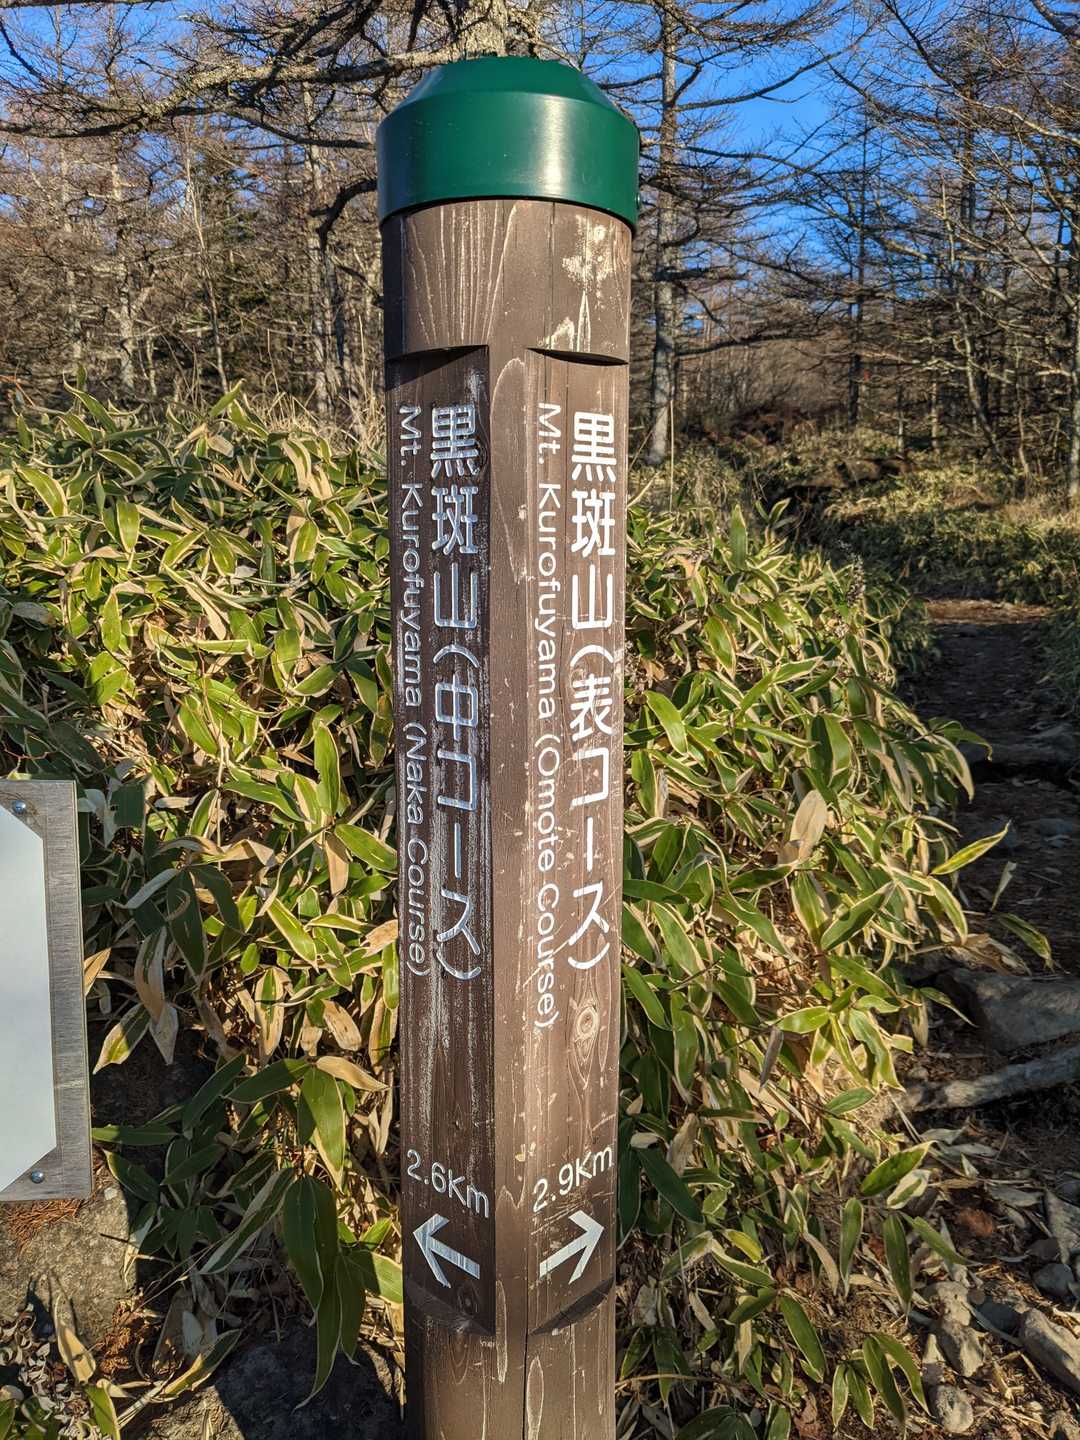 黒斑山(中コース)
Mt. Kurofuyama (Naka Course)
2.6Km
←
黒斑山(表コース)
Mt. Kurofuyama (Omote Course)
2.9Km
→